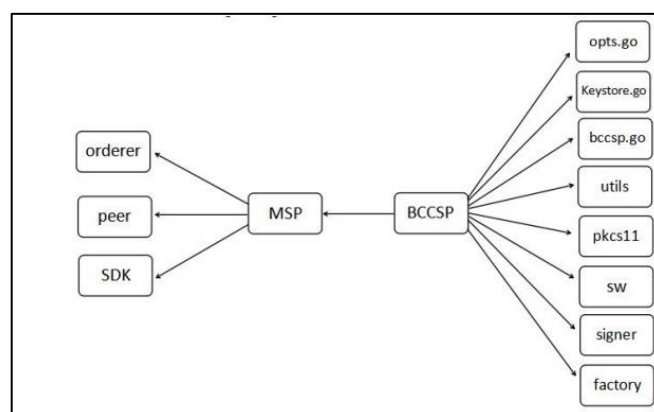 opts.go
Keystore.go
bccsp.go
utils
pkcs11
sw
signer
factory
BCCSP
MSP
orderer
peer
SDK